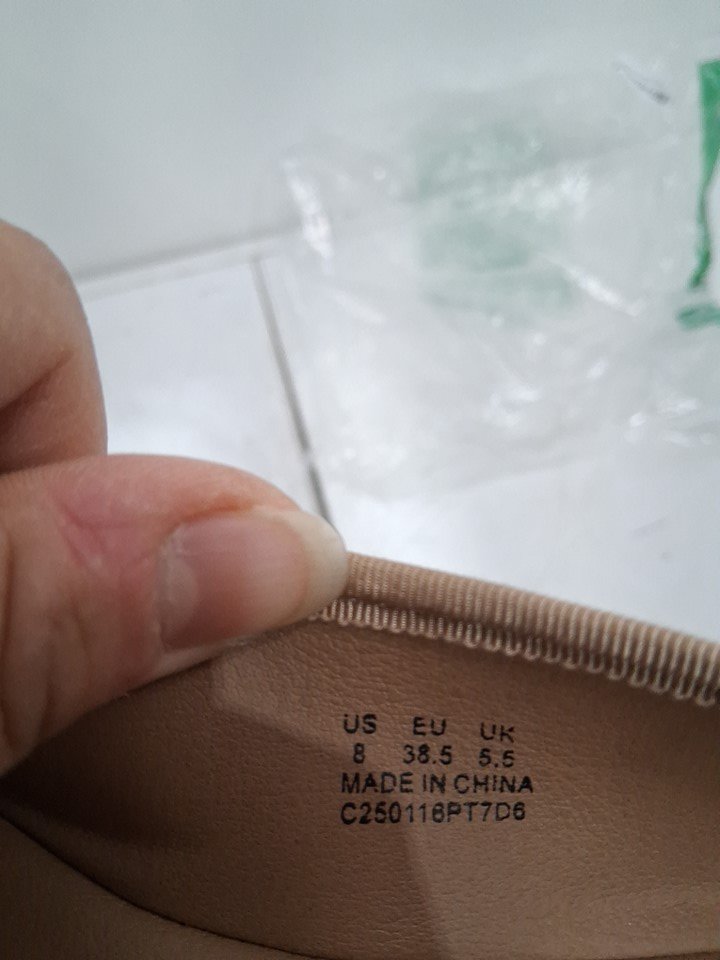 US EU UK
8 38.5 5.5
MADE IN CHINA
C250116PT7D6